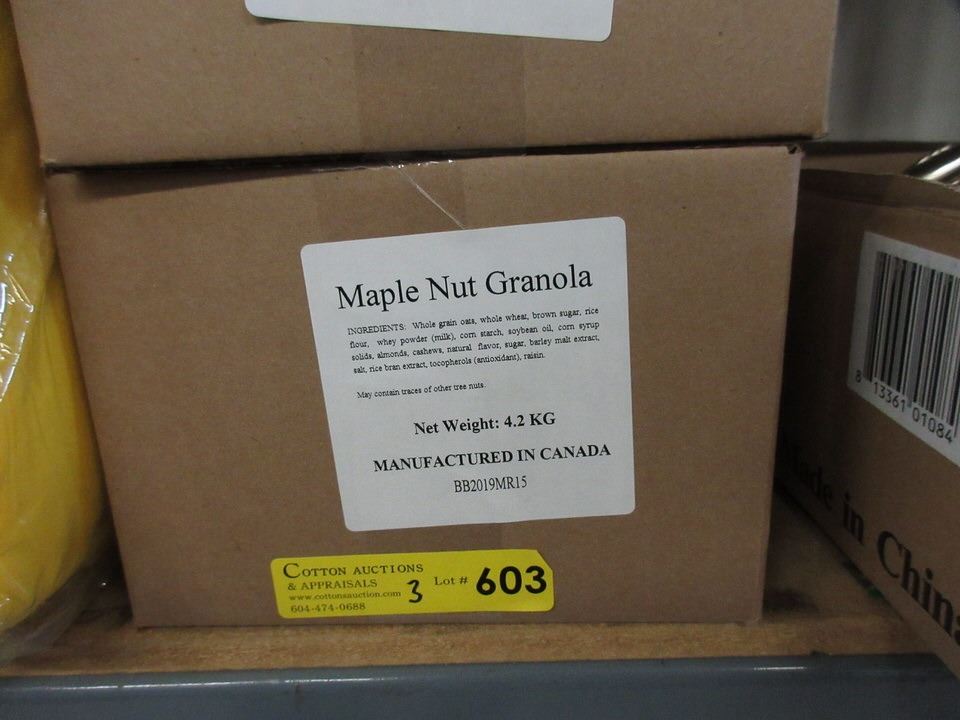 Maple Nut Granola
INGREDIENTS: Whole grain oats, whole wheat, brown sugar, rice
flour, whey powder (milk), corn starch, soybean oil, corn syrup
solids, almonds, cashews, natural flavor, sugar, barley malt extract,
salt, rice bran extract, tocopherols (antioxidant), raisin.
May contain traces of other tree nuts.
Net Weight: 4.2 KG
MANUFACTURED IN CANADA
BB2019MR15
COTTON AUCTIONS
& APPRAISALS
www.cottonsauction.com
604-474-0688
3
Lot # 603
8 13361 01084
in China